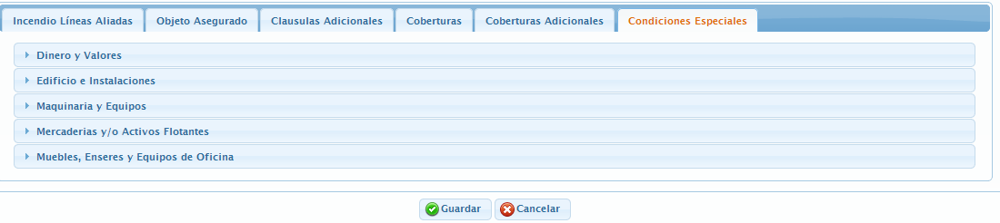 Incendio Líneas Aliadas Objeto Asegurado Clausulas Adicionales Coberturas Coberturas Adicionales Condiciones Especiales
Dinero y Valores
Edificio e Instalaciones
Maquinaria y Equipos
Mercaderias y/o Activos Flotantes
Muebles, Enseres y Equipos de Oficina
Guardar Cancelar